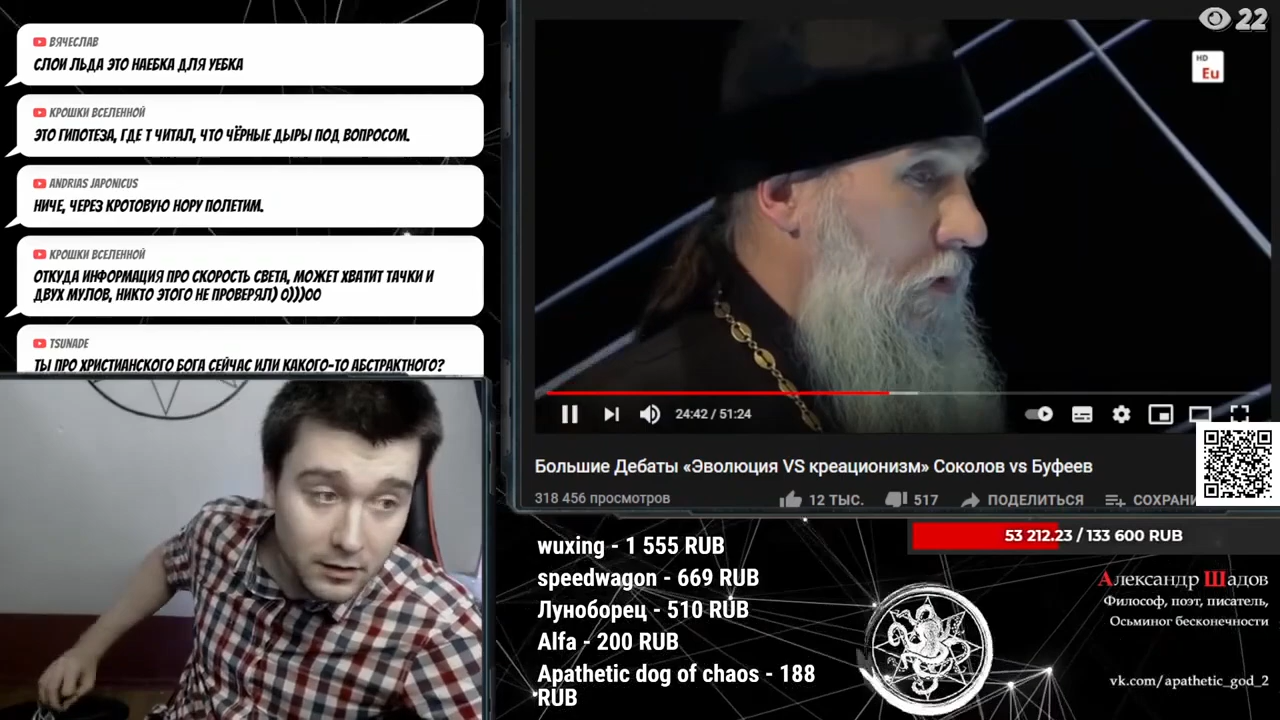 ВЯЧЕСЛАВ
СЛОИ ЛЬДА ЭТО НАЕБКА ДЛЯ УЕБКА
КРОШКИ ВСЕЛЕННОЙ
ЭТО ГИПОТЕЗА, ГДЕ Т ЧИТАЛ, ЧТО ЧЁРНЫЕ ДЫРЫ ПОД ВОПРОСОМ.
ANDRIAS JAPONICUS
НИЧЕ, ЧЕРЕЗ КРОТОВУЮ НОРУ ПОЛЕТИМ.
КРОШКИ ВСЕЛЕННОЙ
ОТКУДА ИНФОРМАЦИЯ ПРО СКОРОСТЬ СВЕТА, МОЖЕТ ХВАТИТ ТАЧКИ И
ДВУХ МУЛОВ, НИКТО ЭТОГО НЕ ПРОВЕРЯЛ) О)))ОО
TSUNADE
ТЫ ПРО ХРИСТИАНСКОГО БОГА СЕЙЧАС ИЛИ КАКОГО-ТО АБСТРАКТНОГО?
22
HD
Eu
24:42 / 51:24
Большие Дебаты «Эволюция VS креационизм» Соколов vs Буфеев
318 456 просмотров
12 ТЫС.
517
ПОДЕЛИТЬСЯ
СОХРАНИ
53 212.23 / 133 600 RUB
wuxing - 1 555 RUB
speedwagon - 669 RUB
Луноборец - 510 RUB
Alfa - 200 RUB
Apathetic dog of chaos - 188
RUB
Александр Шадов
Философ, поэт, писатель,
Осьминог бесконечности
vk.com/apathetic_god_2